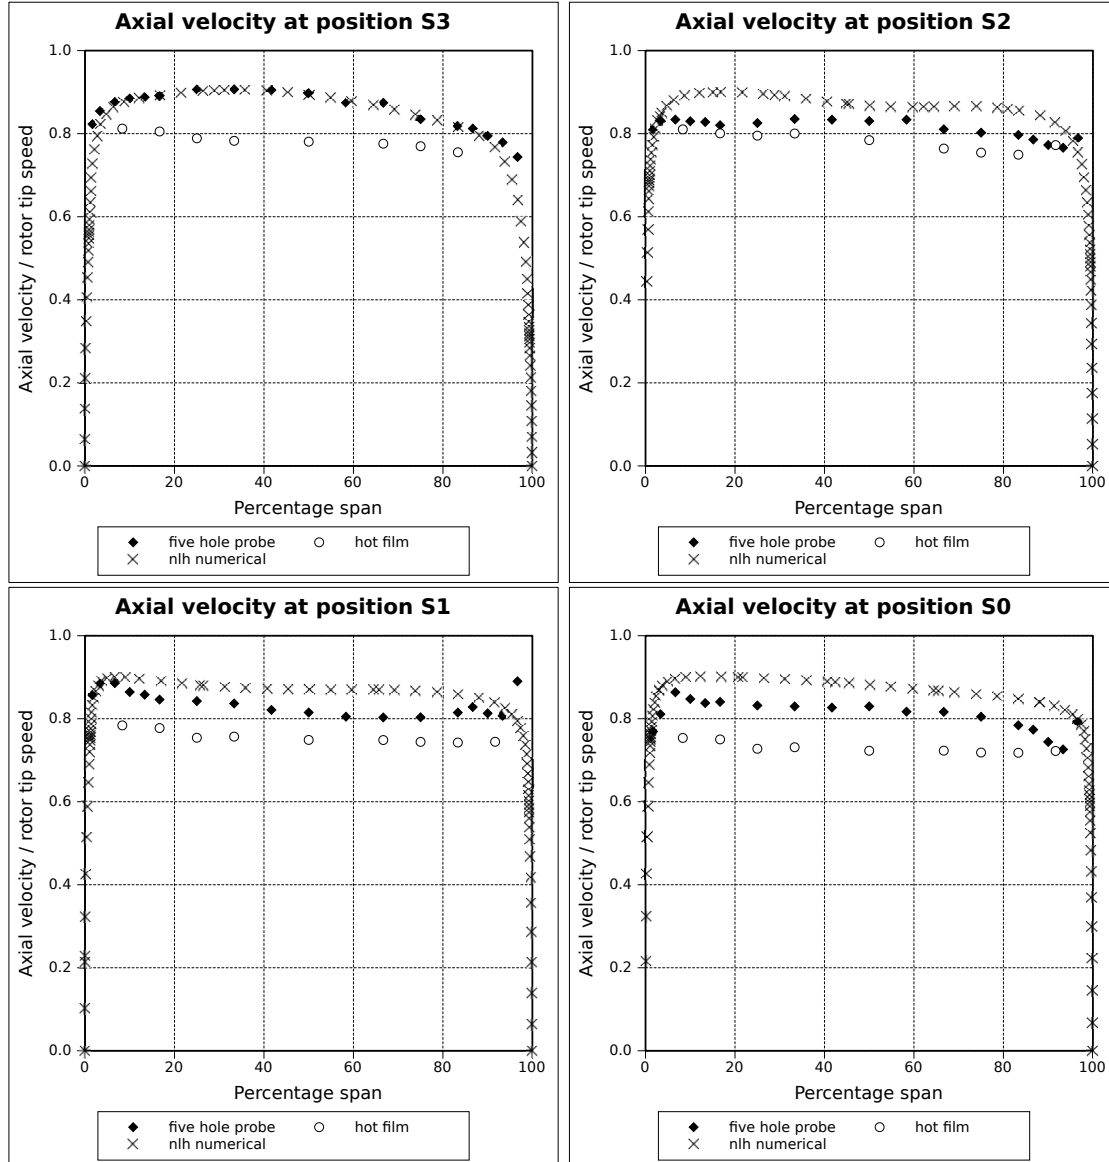 Axial velocity at position S3
1.0
0.8
0.6
0.4
0.2
0.0
Axial velocity / rotor tip speed
0 20 40 60 80 100
Percentage span
five hole probe hot film
nlh numerical
Axial velocity at position S2
1.0
0.8
0.6
0.4
0.2
0.0
Axial velocity / rotor tip speed
0 20 40 60 80 100
Percentage span
five hole probe hot film
nlh numerical
Axial velocity at position S1
1.0
0.8
0.6
0.4
0.2
0.0
Axial velocity / rotor tip speed
0 20 40 60 80 100
Percentage span
five hole probe hot film
nlh numerical
Axial velocity at position S0
1.0
0.8
0.6
0.4
0.2
0.0
Axial velocity / rotor tip speed
0 20 40 60 80 100
Percentage span
five hole probe hot film
nlh numerical